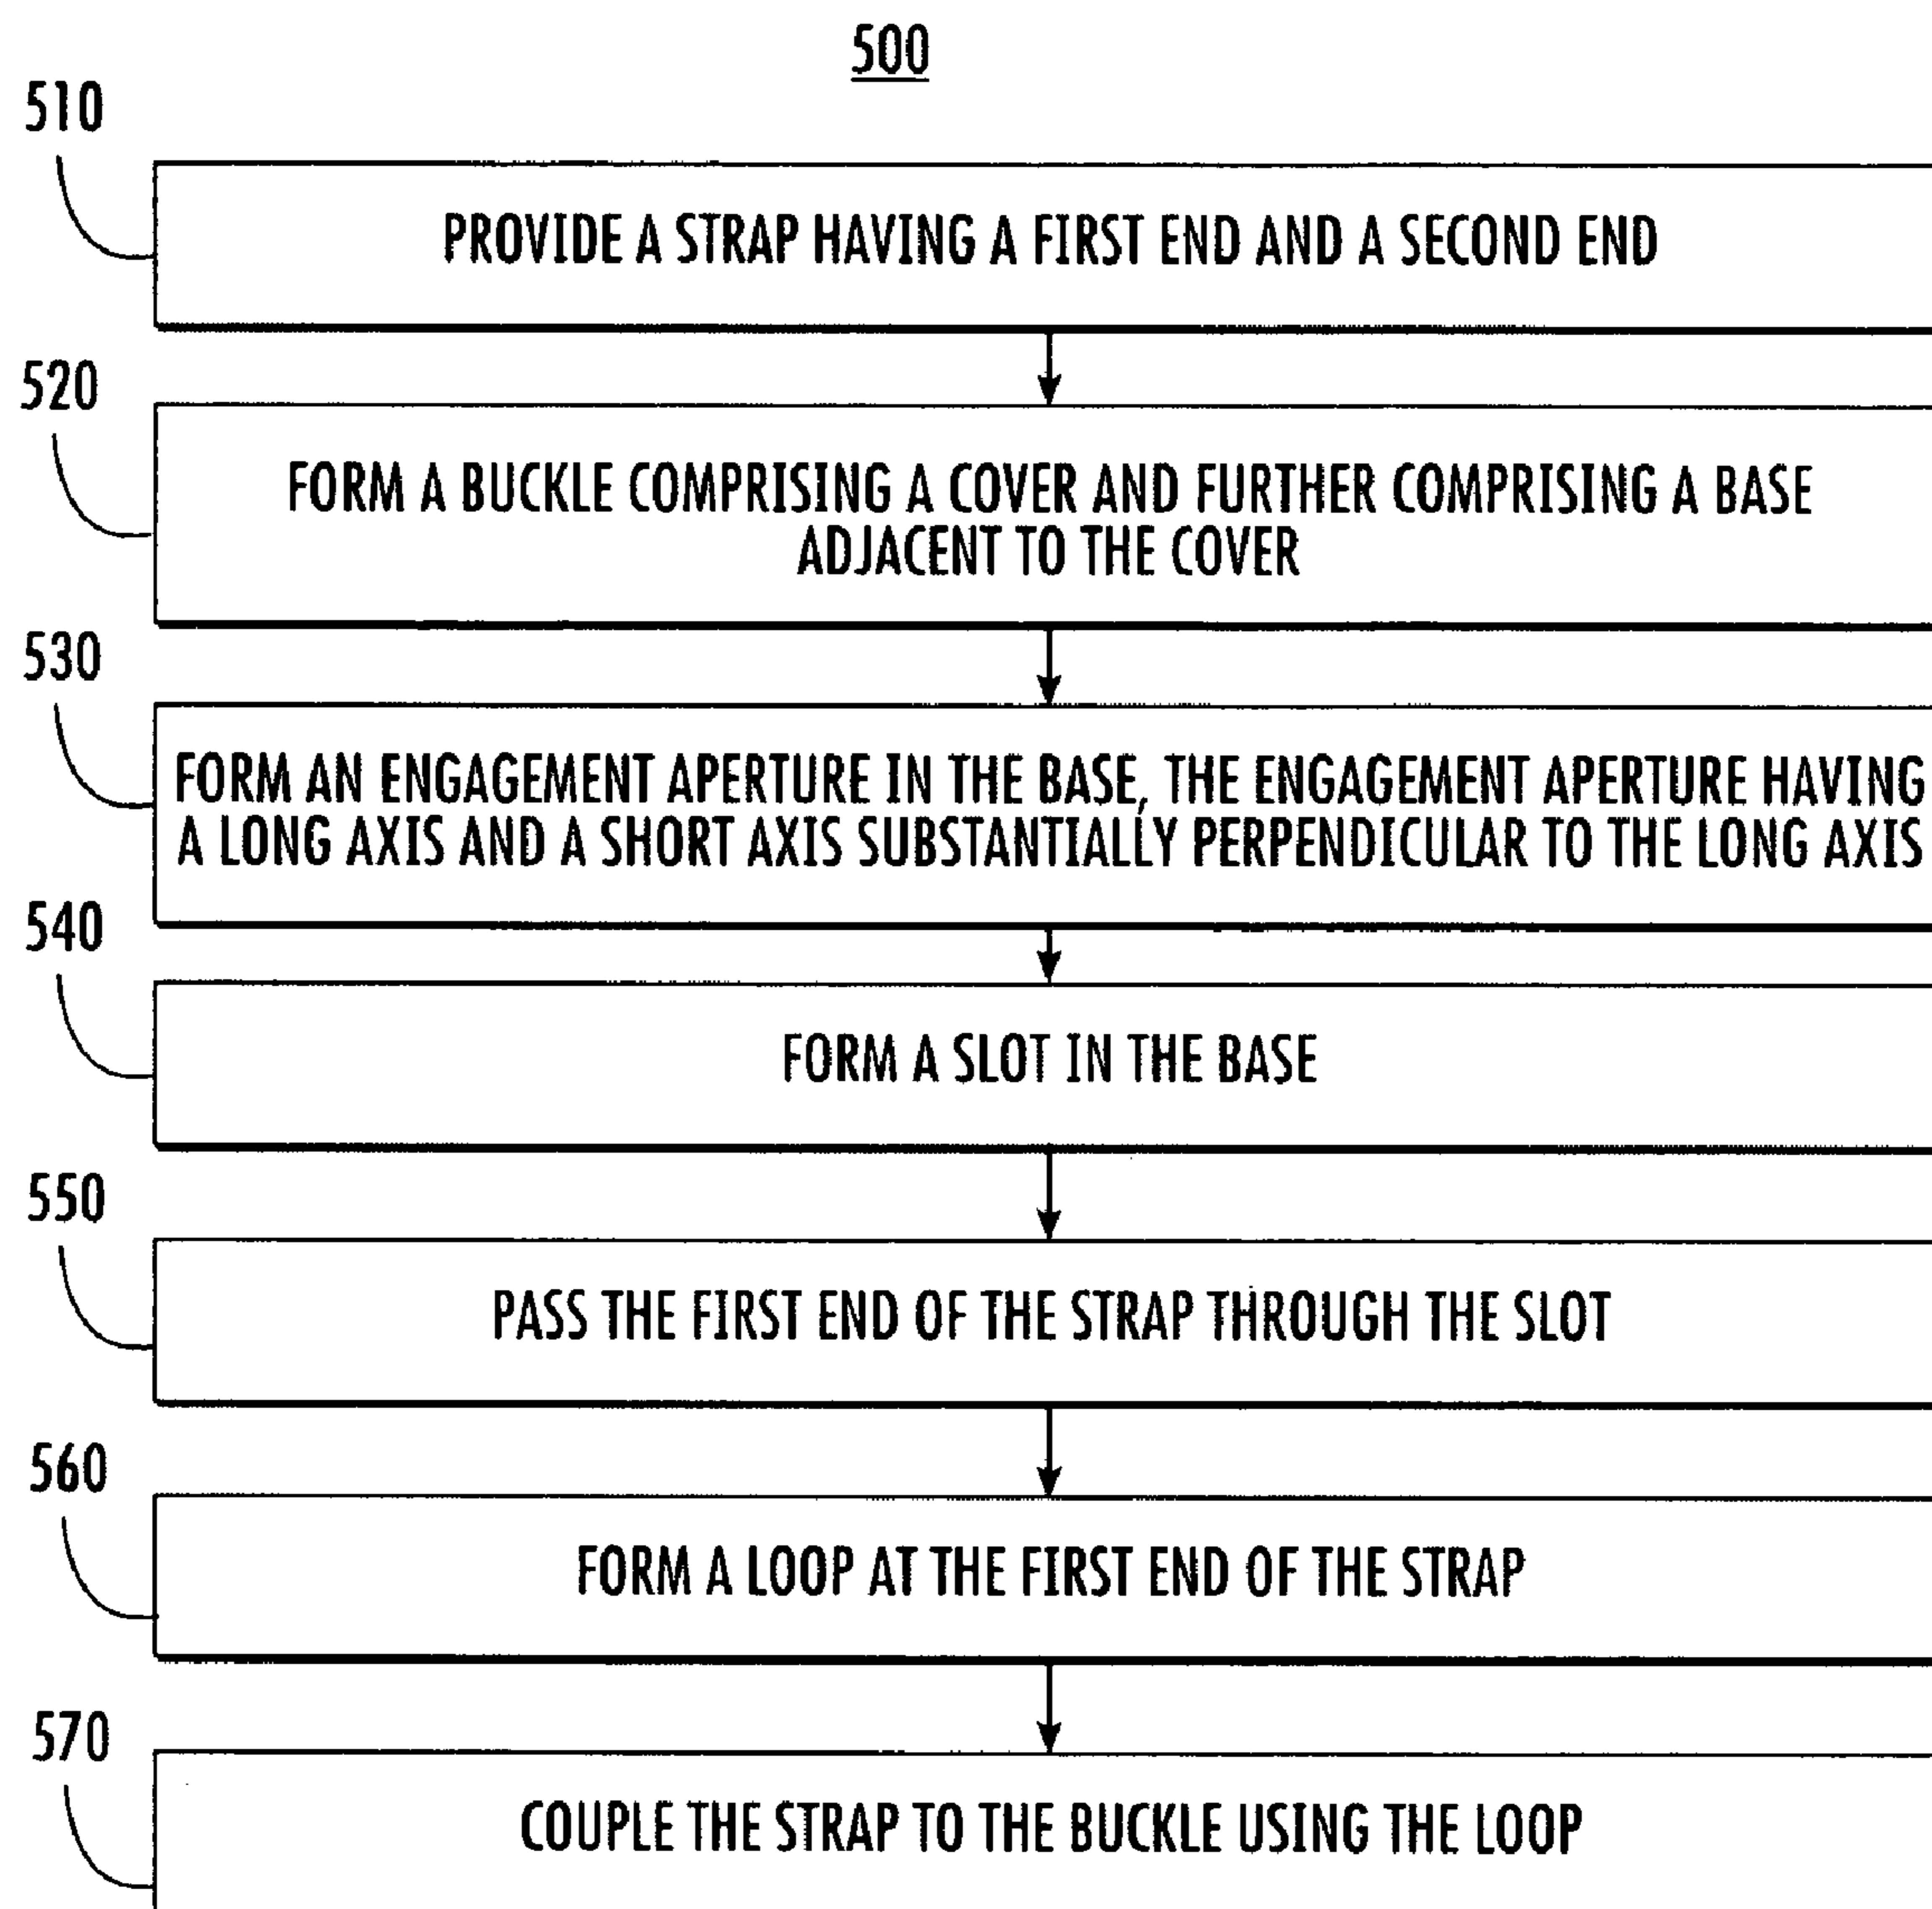 500
510
PROVIDE A STRAP HAVING A FIRST END AND A SECOND END
520
FORM A BUCKLE COMPRISING A COVER AND FURTHER COMPRISING A BASE
ADJACENT TO THE COVER
530
FORM AN ENGAGEMENT APERTURE IN THE BASE, THE ENGAGEMENT APERTURE HAVING
A LONG AXIS AND A SHORT AXIS SUBSTANTIALLY PERPENDICULAR TO THE LONG AXIS
540
FORM A SLOT IN THE BASE
550
PASS THE FIRST END OF THE STRAP THROUGH THE SLOT
560
FORM A LOOP AT THE FIRST END OF THE STRAP
570
COUPLE THE STRAP TO THE BUCKLE USING THE LOOP